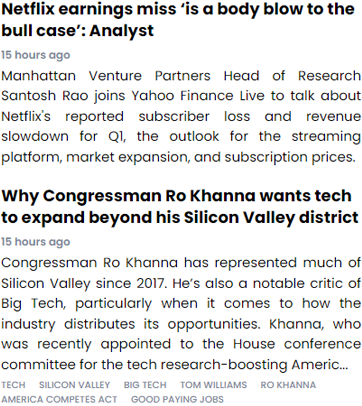 Netflix earnings miss ‘is a body blow to the
bull case’: Analyst
15 hours ago
Manhattan Venture Partners Head of Research
Santosh Rao joins Yahoo Finance Live to talk about
Netflix's reported subscriber loss and revenue
slowdown for Q1, the outlook for the streaming
platform, market expansion, and subscription prices.
Why Congressman Ro Khanna wants tech
to expand beyond his Silicon Valley district
15 hours ago
Congressman Ro Khanna has represented much of
Silicon Valley since 2017. He’s also a notable critic of
Big Tech, particularly when it comes to how the
industry distributes its opportunities. Khanna, who
was recently appointed to the House conference
committee for the tech research-boosting Americ...
TECH SILICON VALLEY BIG TECH TOM WILLIAMS RO KHANNA
AMERICA COMPETES ACT GOOD PAYING JOBS